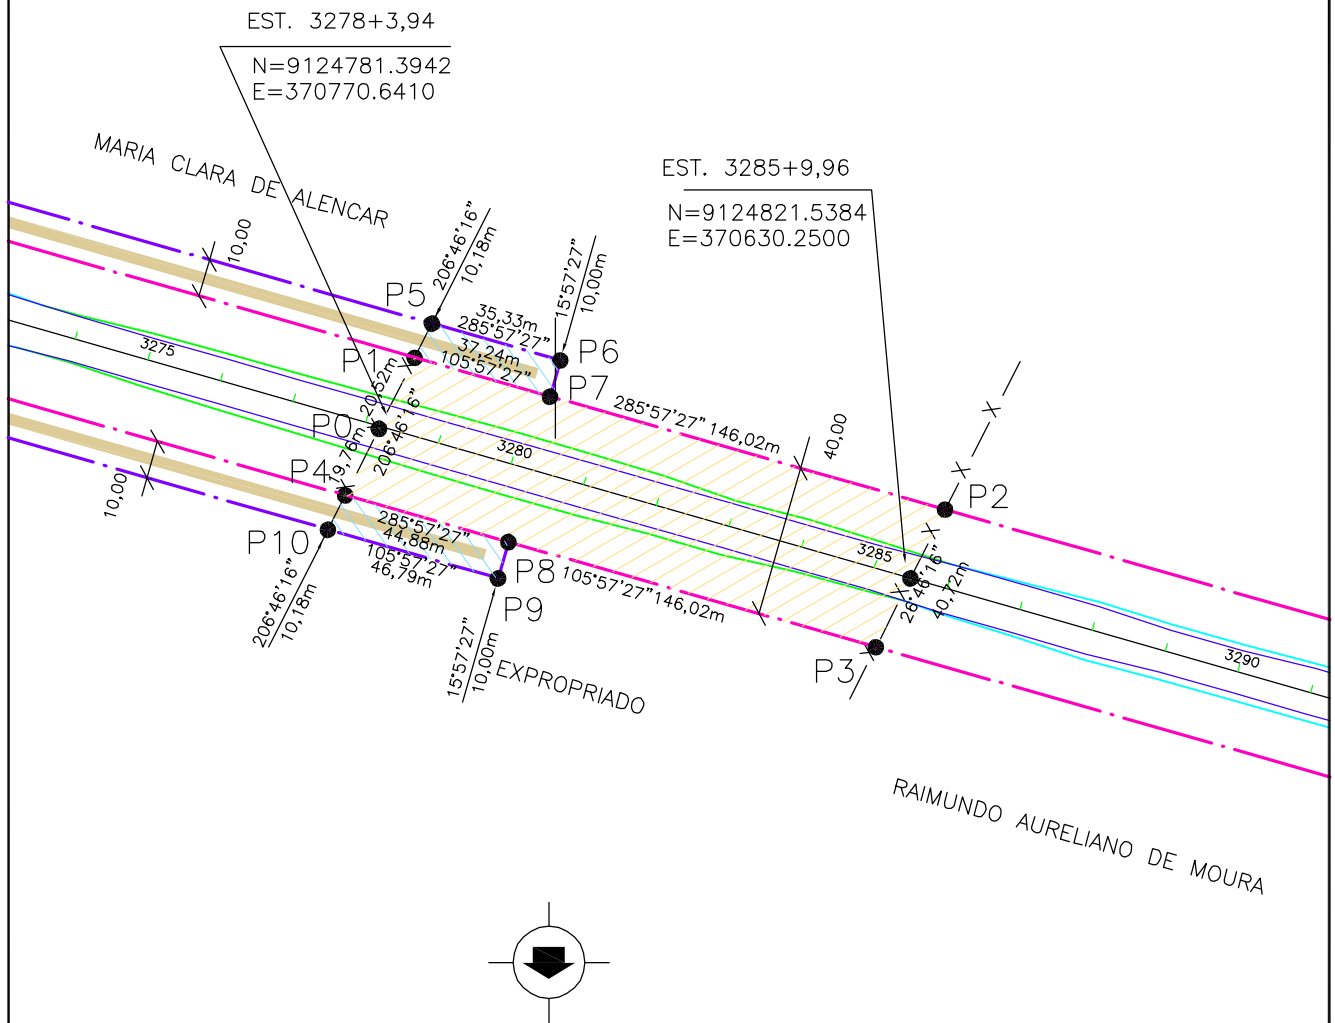 EST. 3278+3,94
N=9124781.3942
E=370770.6410
MARIA CLARA DE ALENCAR
EST. 3285+9,96
N=9124821.5384
E=370630.2500
10,00
206°46'16"
10,18m
15°57'27"
10,00m
P5
35,33m
285°57'27"
37,24m
105°57'27"
P6
P1
P7
3275
20,52m
206°46'16"
P0
19,76m
285°57'27" 146,02m
40,00
3280
P4
P2
10,00
285°57'27"
44,88m
105°57'27"
46,79m
P10
P8
3285
26°46'16"
40,72m
105°57'27" 146,02m
P9
206°46'16"
10,18m
15°57'27"
10,00m
P3
3290
EXPROPRIADO
RAIMUNDO AURELIANO DE MOURA